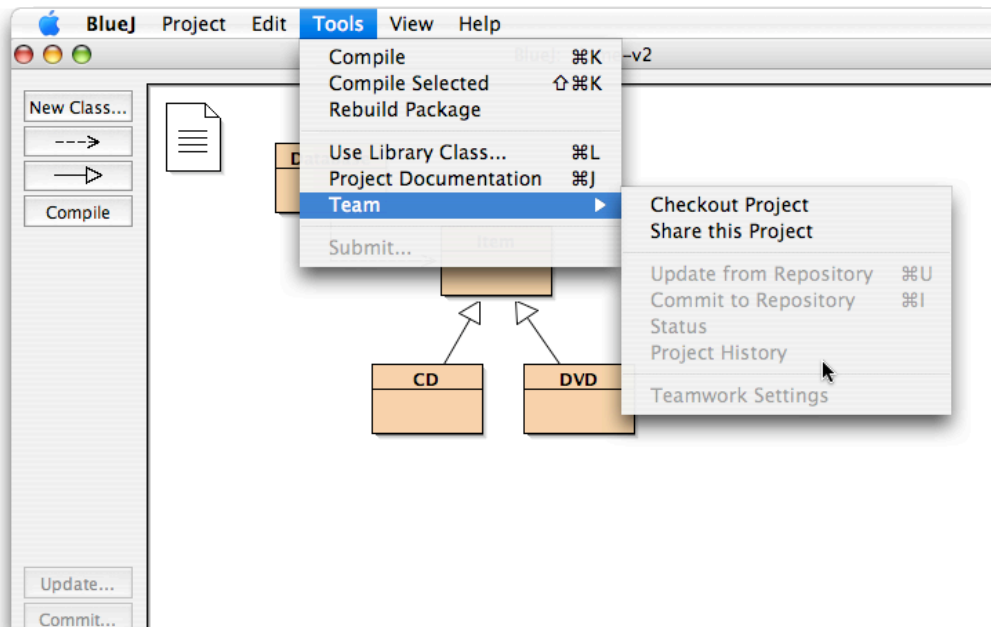 BlueJ Project Edit Tools View Help
-v2
New Class...
Compile
Update...
Commit...
Compile ⌘K
Compile Selected ⇧⌘K
Rebuild Package
Use Library Class... ⌘L
Project Documentation ⌘J
Team
Submit...
Checkout Project
Share this Project
Update from Repository ⌘U
Commit to Repository ⌘I
Status
Project History
Teamwork Settings
Item
CD
DVD